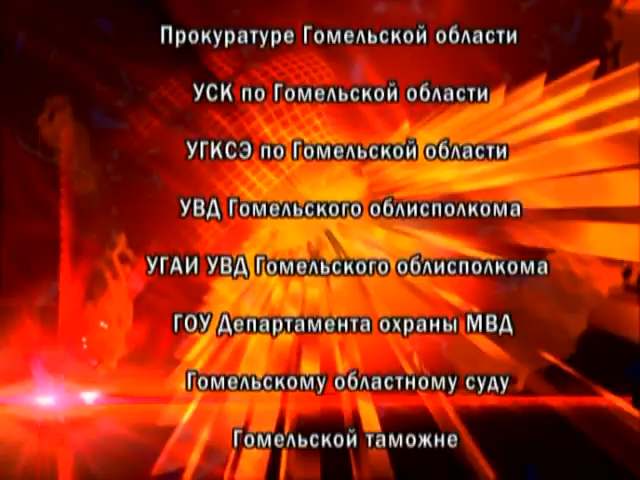 Прокуратуре Гомельской области
УСК по Гомельской области
УГКСЭ по Гомельской области
УВД Гомельского облисполкома
УГАИ УВД Гомельского облисполкома
ГОУ Департамента охраны МВД
Гомельскому областному суду
Гомельской таможне